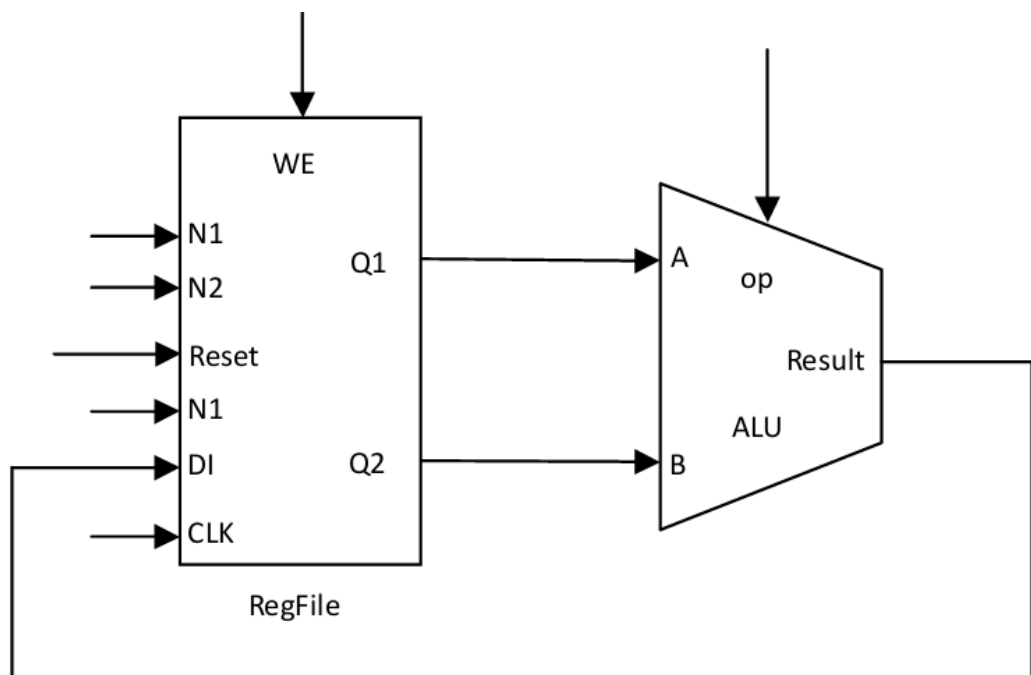 WE
N1
N2
Reset
N1
DI
CLK
Q1
Q2
RegFile
A
B
op
Result
ALU